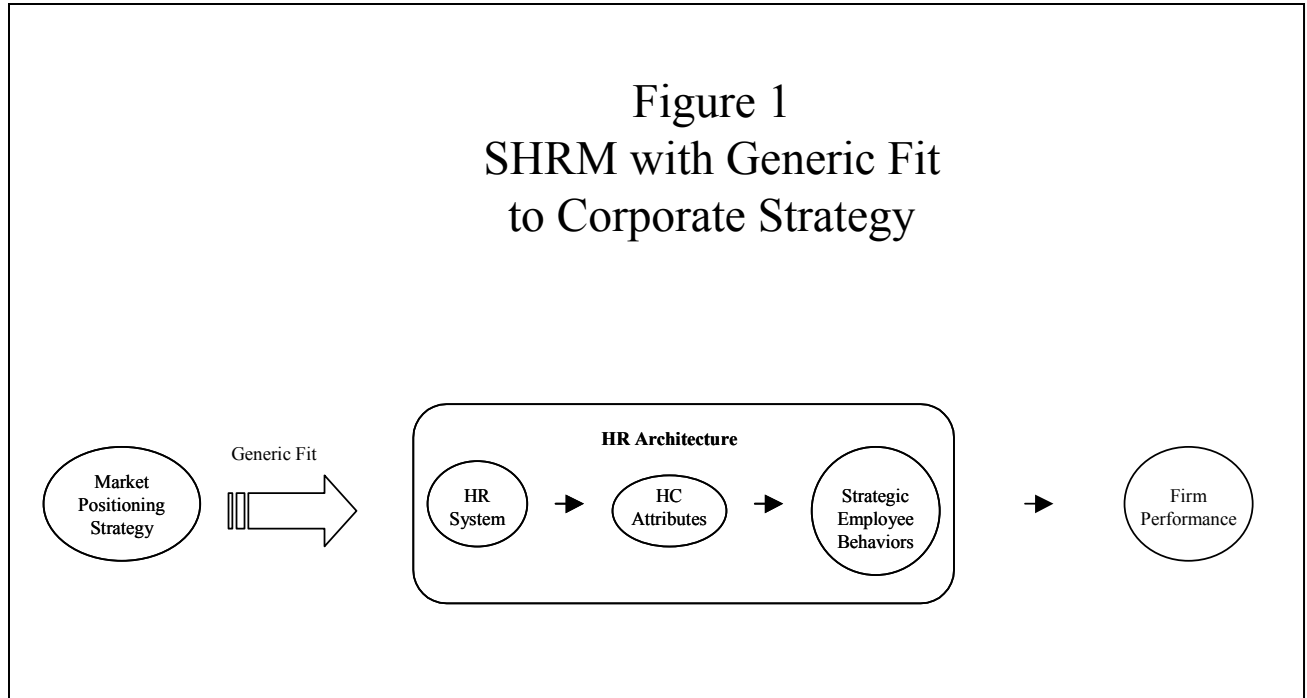 Figure 1
SHRM with Generic Fit
to Corporate Strategy
HR Architecture
Generic Fit
Market
Positioning
Strategy
HR
System
HC
Attributes
Strategic
Employee
Behaviors
Firm
Performance